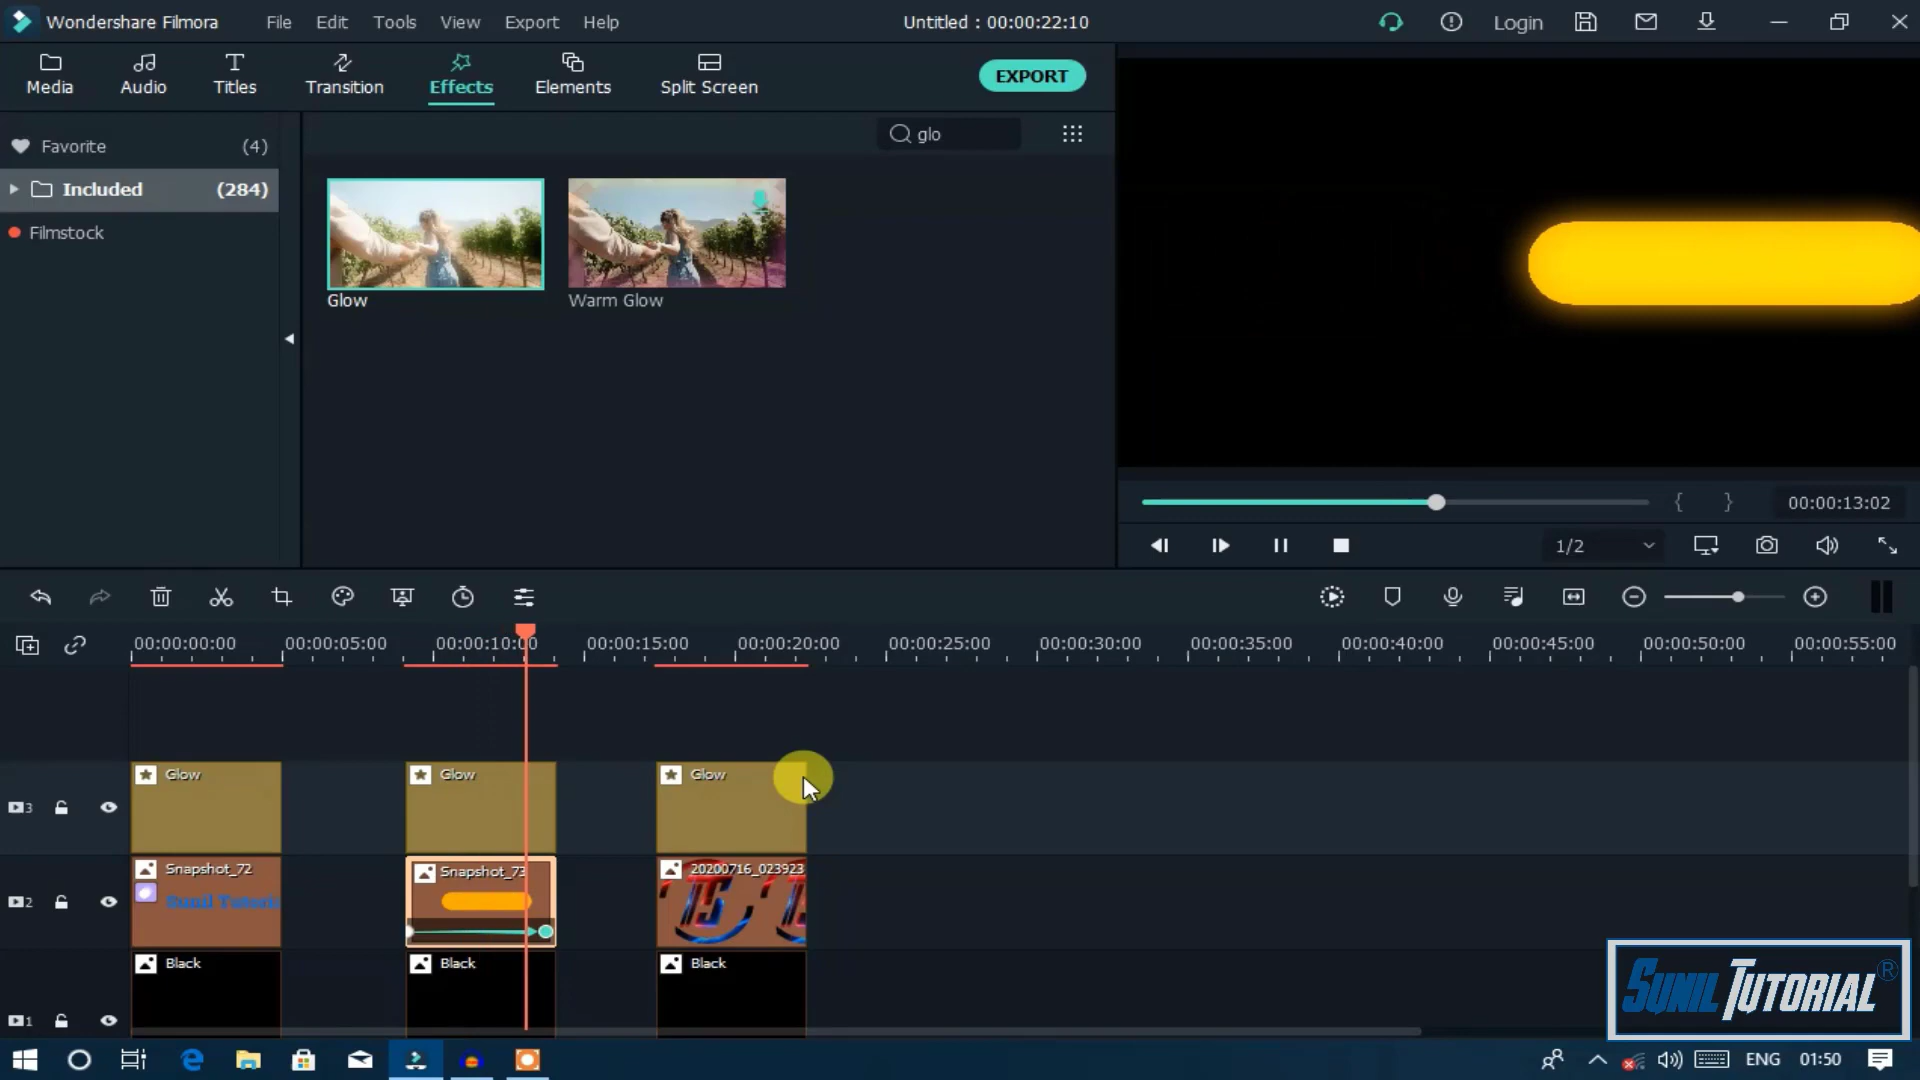 Wondershare Filmora File Edit Tools View Export Help Untitled : 00:00:22:10 Login
Media Audio Titles Transition Effects Elements Split Screen EXPORT
Favorite (4) glo
Included (284)
Filmstock
Glow Warm Glow
{ } 00:00:13:02
1/2
00:00:00:00 00:00:05:00 00:00:10:00 00:00:15:00 00:00:20:00 00:00:25:00 00:00:30:00 00:00:35:00 00:00:40:00 00:00:45:00 00:00:50:00 00:00:55:00
Glow Glow Glow
3
Snapshot_72 Snapshot_73 20200716_023923
2 Sunil Tutori TS
Black Black Black
SUNIL TUTORIAL®
1
ENG 01:50